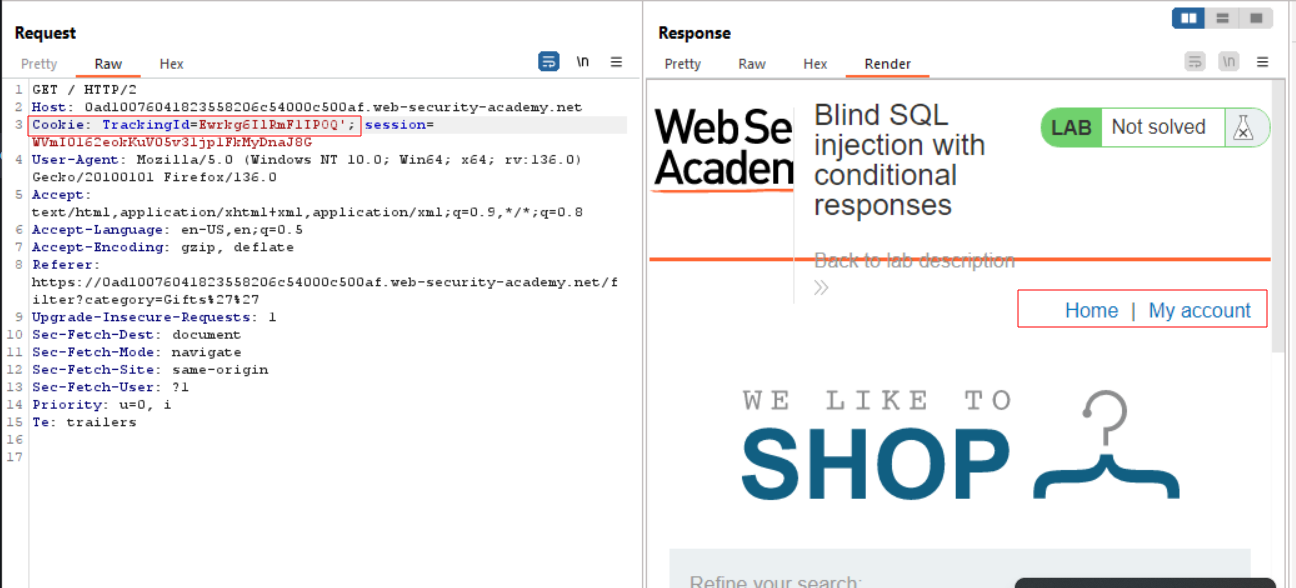 Request
Pretty Raw Hex
\n
1 GET / HTTP/2
2 Host: 0ad10076041823558206c54000c500af.web-security-academy.net
3 Cookie: TrackingId=Ewrkg6I1RmFlIP0Q'; session=
WVmI0l62eokKuV05v3ljplFkMyDnaJ8G
4 User-Agent: Mozilla/5.0 (Windows NT 10.0; Win64; x64; rv:136.0)
Gecko/20100101 Firefox/136.0
5 Accept:
text/html,application/xhtml+xml,application/xml;q=0.9,*/*;q=0.8
6 Accept-Language: en-US,en;q=0.5
7 Accept-Encoding: gzip, deflate
8 Referer:
https://0ad10076041823558206c54000c500af.web-security-academy.net/f
ilter?category=Gifts%27%27
9 Upgrade-Insecure-Requests: 1
10 Sec-Fetch-Dest: document
11 Sec-Fetch-Mode: navigate
12 Sec-Fetch-Site: same-origin
13 Sec-Fetch-User: ?1
14 Priority: u=0, i
15 Te: trailers
16
17
Response
Pretty Raw Hex Render
\n
Web Se
Academ
Blind SQL
injection with
conditional
responses
LAB Not solved
Back to lab description
Home | My account
WE LIKE TO
SHOP
Refine your search: